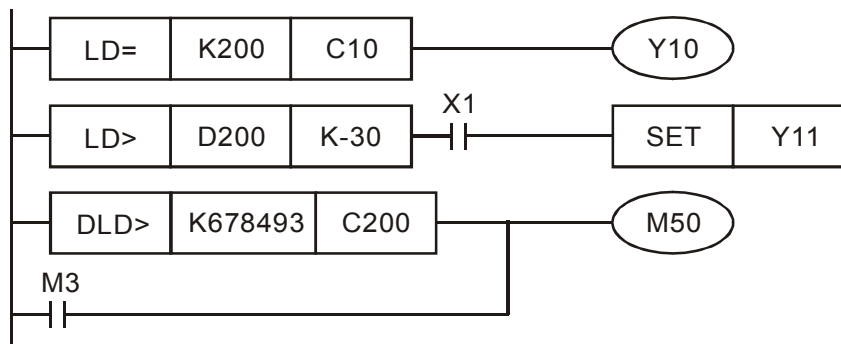 LD= K200 C10 Y10
X1
LD> D200 K-30 SET Y11
DLD> K678493 C200 M50
M3